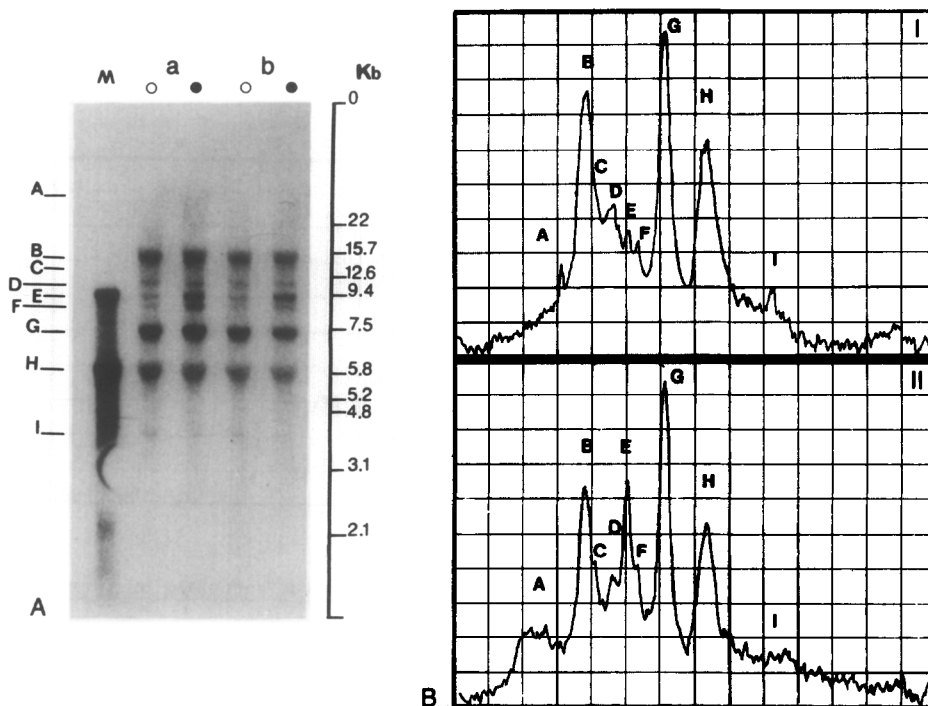 a b
M Kb
0
A
22
B 15.7
C 12.6
D
E 9.4
F
G 7.5
H 5.8
5.2
4.8
I
3.1
2.1
A
I
G
B
H
C
D
E
F
A
I
II
G
B E
H
D
C F
A
I
B